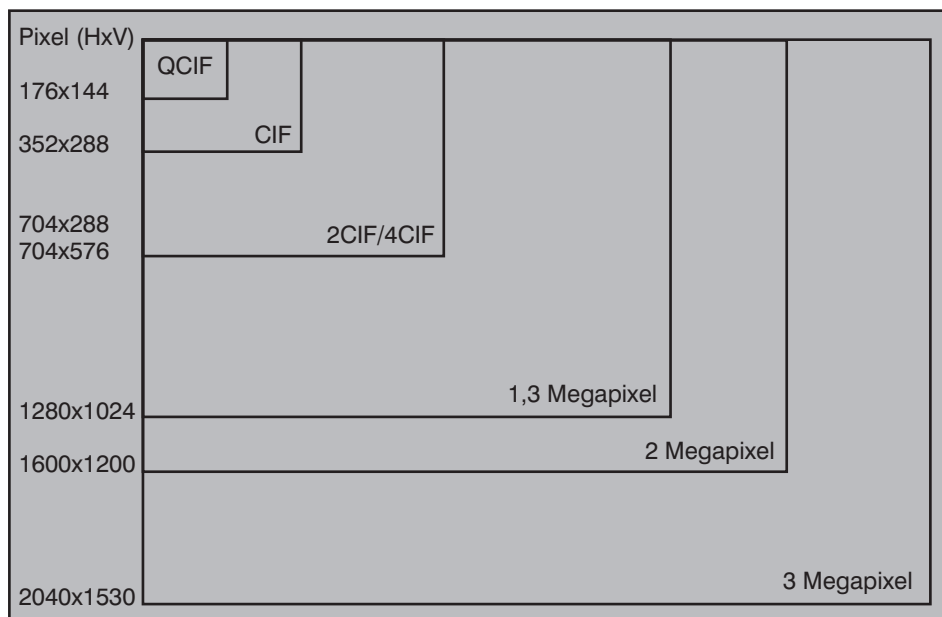 Pixel (HxV)
QCIF
176x144
CIF
352x288
704x288
2CIF/4CIF
704x576
1,3 Megapixel
1280x1024
2 Megapixel
1600x1200
3 Megapixel
2040x1530